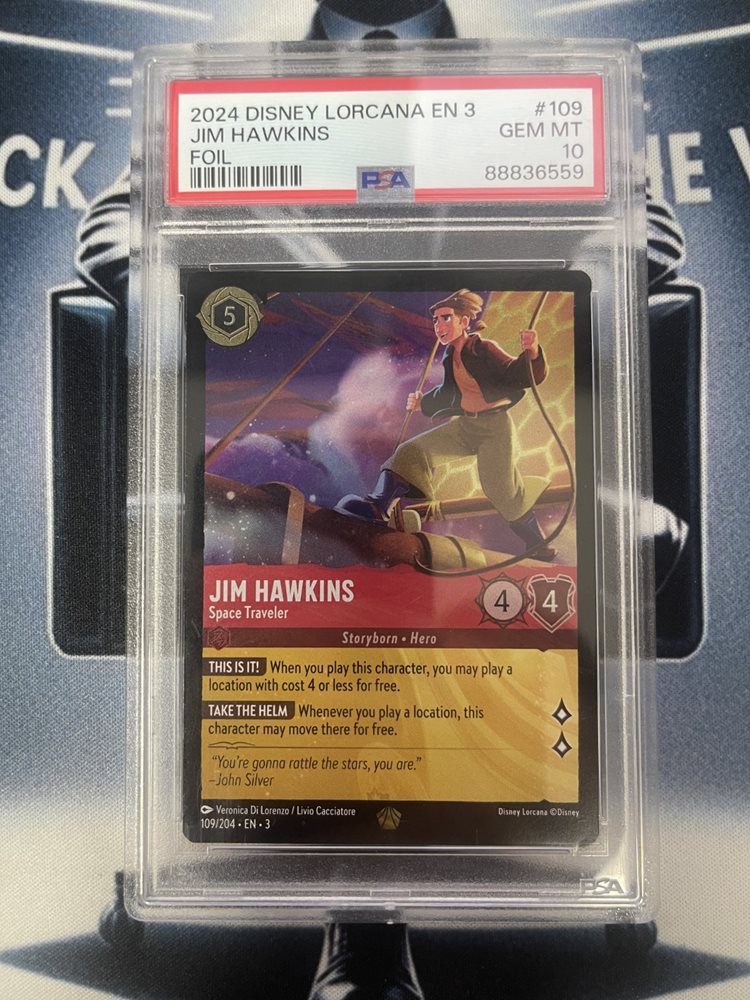 2024 DISNEY LORCANA EN 3 #109
JIM HAWKINS GEM MT
FOIL 10
PSA 88836559
CK
HE
5
JIM HAWKINS
Space Traveler
4 4
Storyborn • Hero
THIS IS IT! When you play this character, you may play a
location with cost 4 or less for free.
TAKE THE HELM Whenever you play a location, this
character may move there for free.
“You’re gonna rattle the stars, you are.”
–John Silver
Veronica Di Lorenzo / Livio Cacciatore Disney Lorcana ©Disney
109/204 • EN • 3
PSA